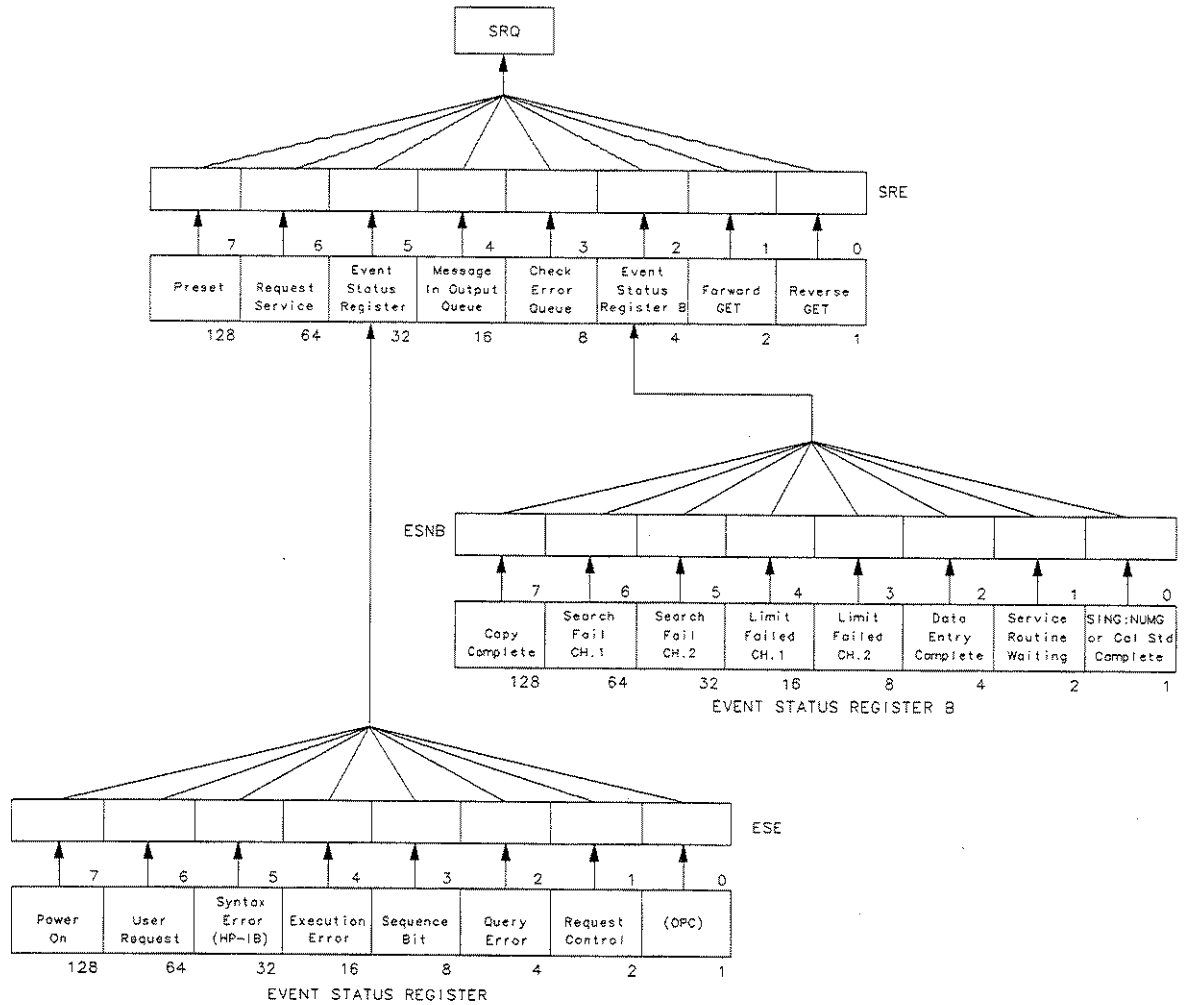 SRQ
SRE
7 6 5 4 3 2 1 0
Preset
Request
Service
Event
Status
Register
Message
In Output
Queue
Check
Error
Queue
Event
Status
Register B
Forward
GET
Reverse
GET
128 64 32 16 8 4 2 1
ESNB
7 6 5 4 3 2 1 0
Copy
Complete
Search
Fail
CH.1
Search
Fail
CH.2
Limit
Failed
CH.1
Limit
Failed
CH.2
Data
Entry
Complete
Service
Routine
Waiting
SING:NUMG
or Cal Std
Complete
128 64 32 16 8 4 2 1
EVENT STATUS REGISTER B
ESE
7 6 5 4 3 2 1 0
Power
On
User
Request
Syntax
Error
(HP-IB)
Execution
Error
Sequence
Bit
Query
Error
Request
Control
(OPC)
128 64 32 16 8 4 2 1
EVENT STATUS REGISTER